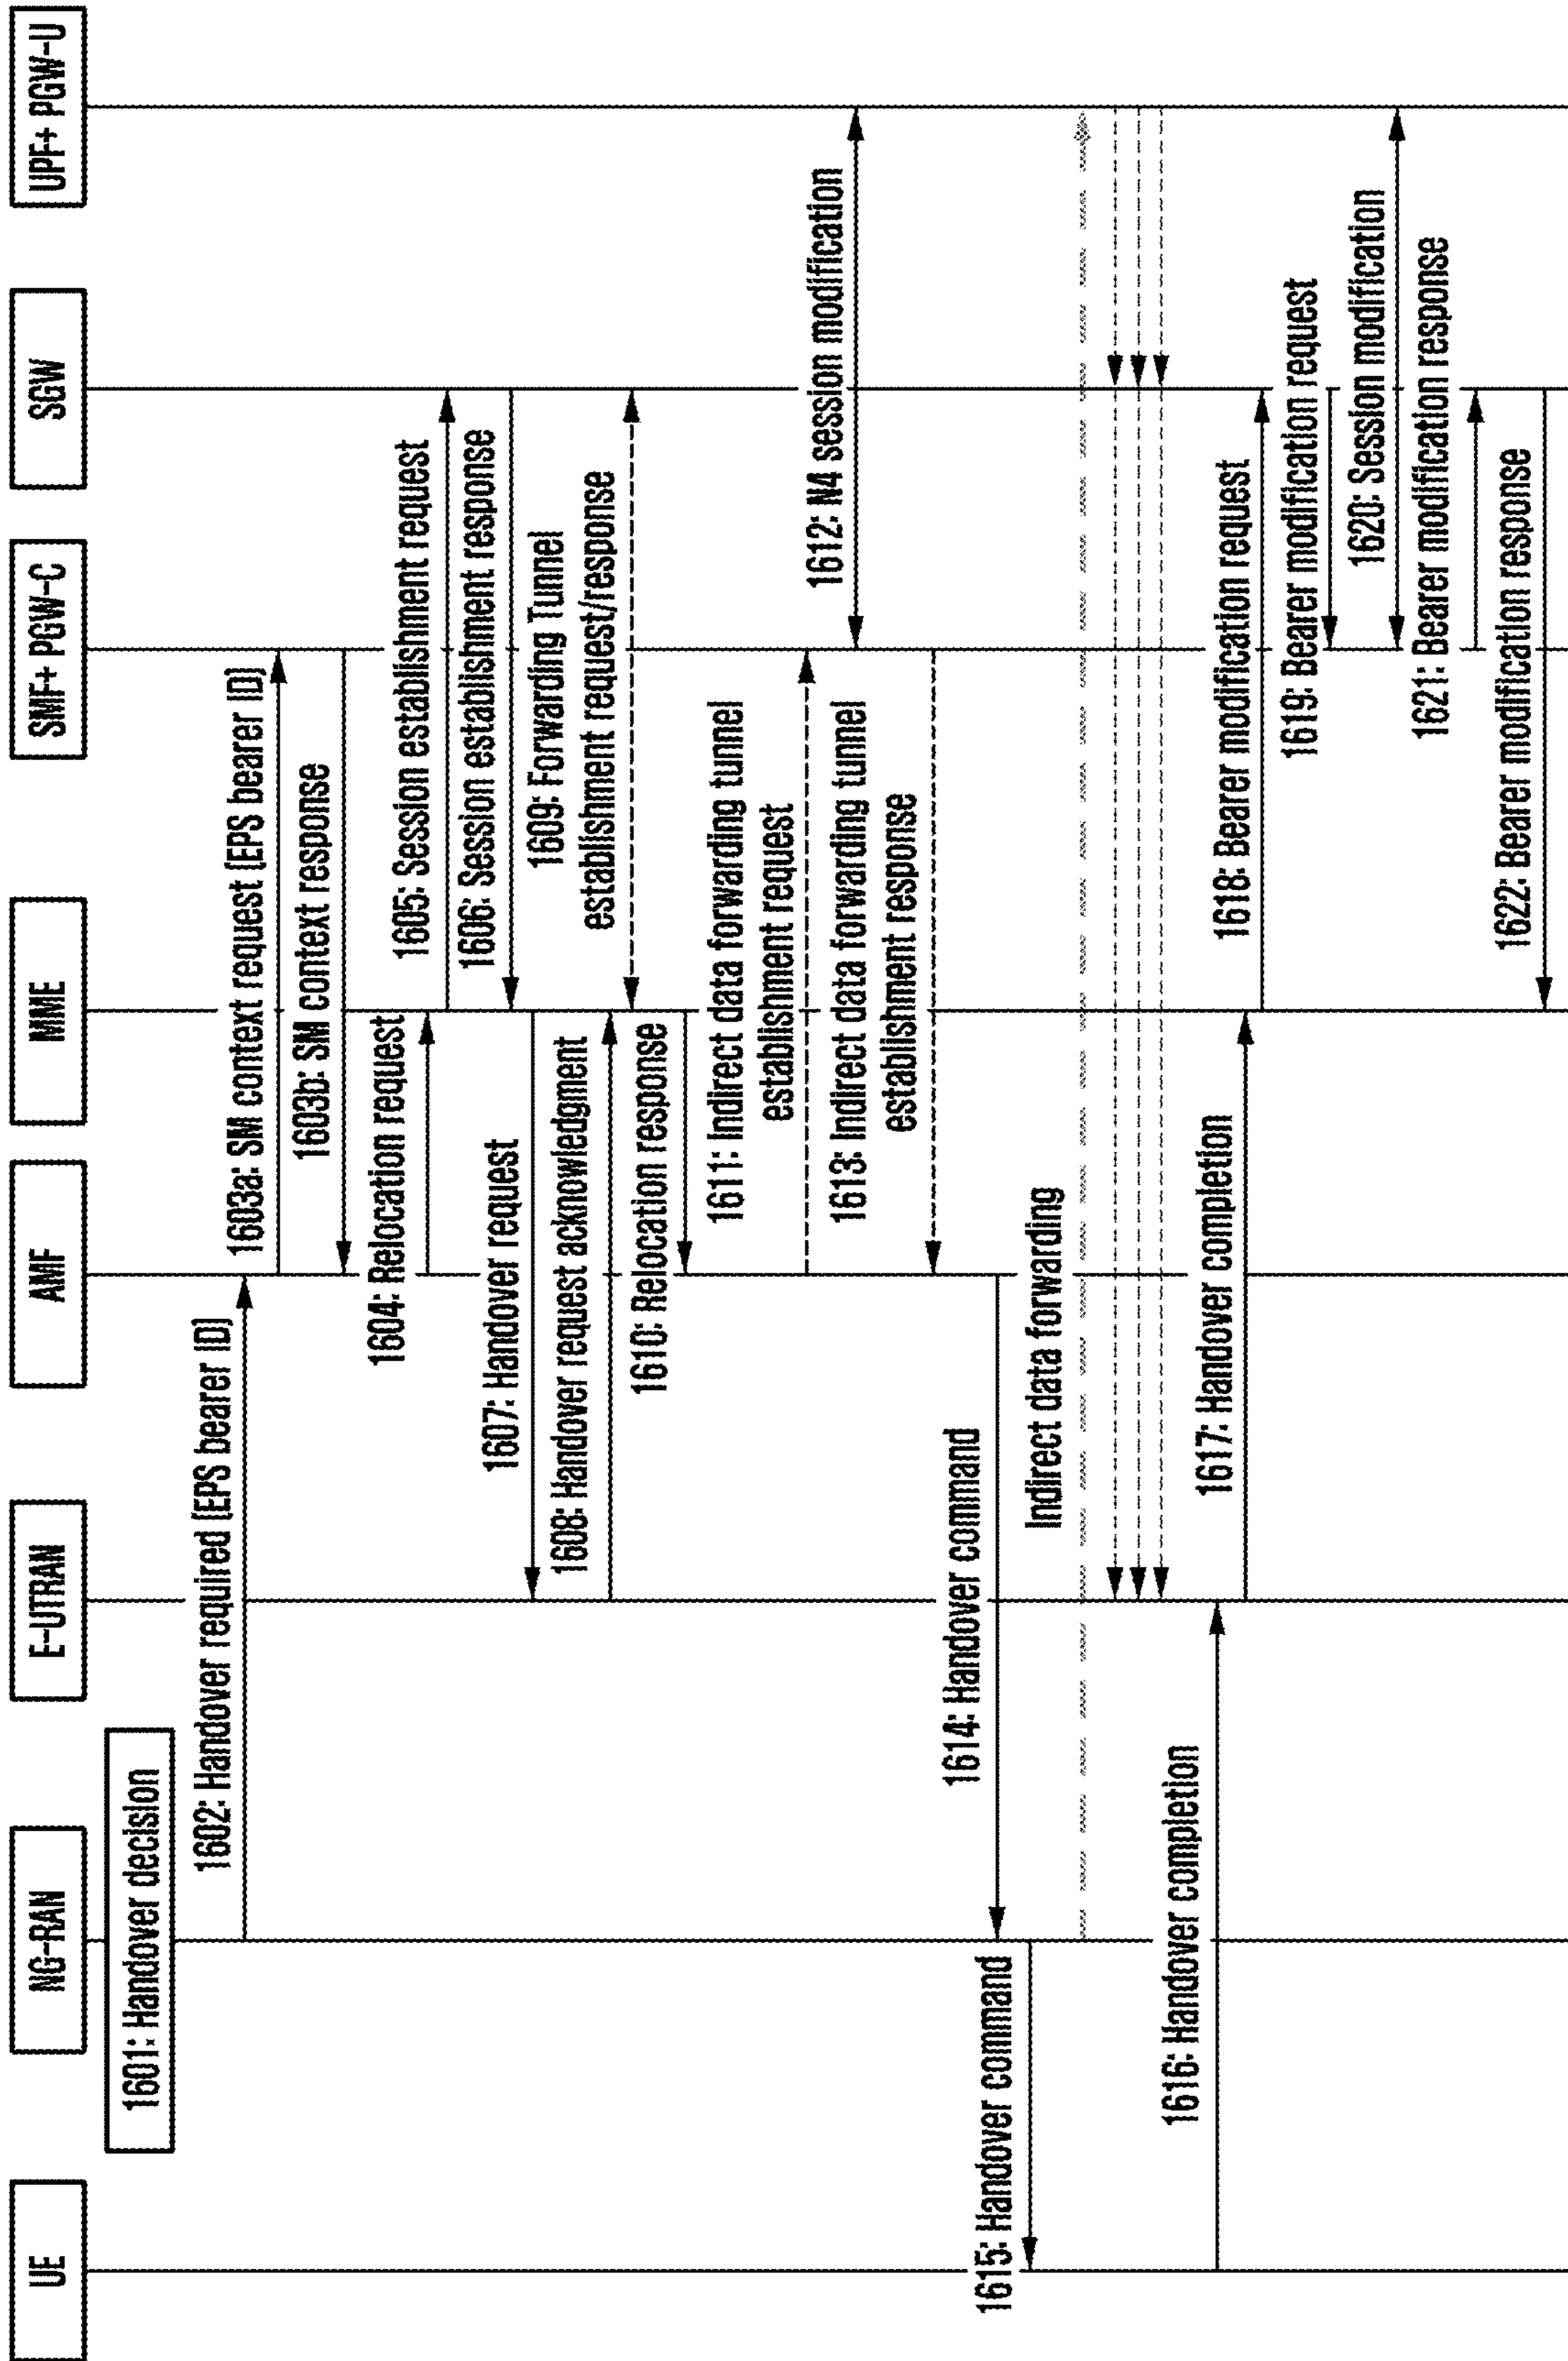 UE
NG-RAN
E-UTRAN
AMF
MME
SMF+ PGW-C
SGW
UPF+ PGW-U
1601: Handover decision
1602: Handover required [EPS bearer ID]
1603a: SM context request [EPS bearer ID]
1603b: SM context response
1604: Relocation request
1605: Session establishment request
1606: Session establishment response
1607: Handover request
1608: Handover request acknowledgment
1609: Forwarding Tunnel
establishment request/response
1610: Relocation response
1611: Indirect data forwarding tunnel
establishment request
1612: N4 session modification
1613: Indirect data forwarding tunnel
establishment response
1614: Handover command
1615: Handover command
Indirect data forwarding
1616: Handover completion
1617: Handover completion
1618: Bearer modification request
1619: Bearer modification request
1620: Session modification
1621: Bearer modification response
1622: Bearer modification response